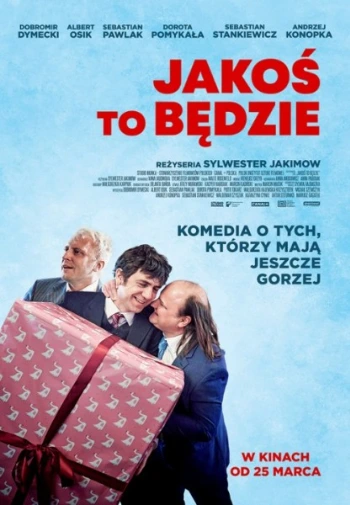 DOBROMIR DYMECKI
ALBERT OSIK
SEBASTIAN PAWLAK
DOROTA POMYKAŁA
SEBASTIAN STANKIEWICZ
ANDRZEJ KONOPKA
JAKOŚ
TO BĘDZIE
REŻYSERIA SYLWESTER JAKIMOW
KOMEDIA O TYCH,
KTÓRZY MAJĄ
JESZCZE
GORZEJ
W KINACH
OD 25 MARCA